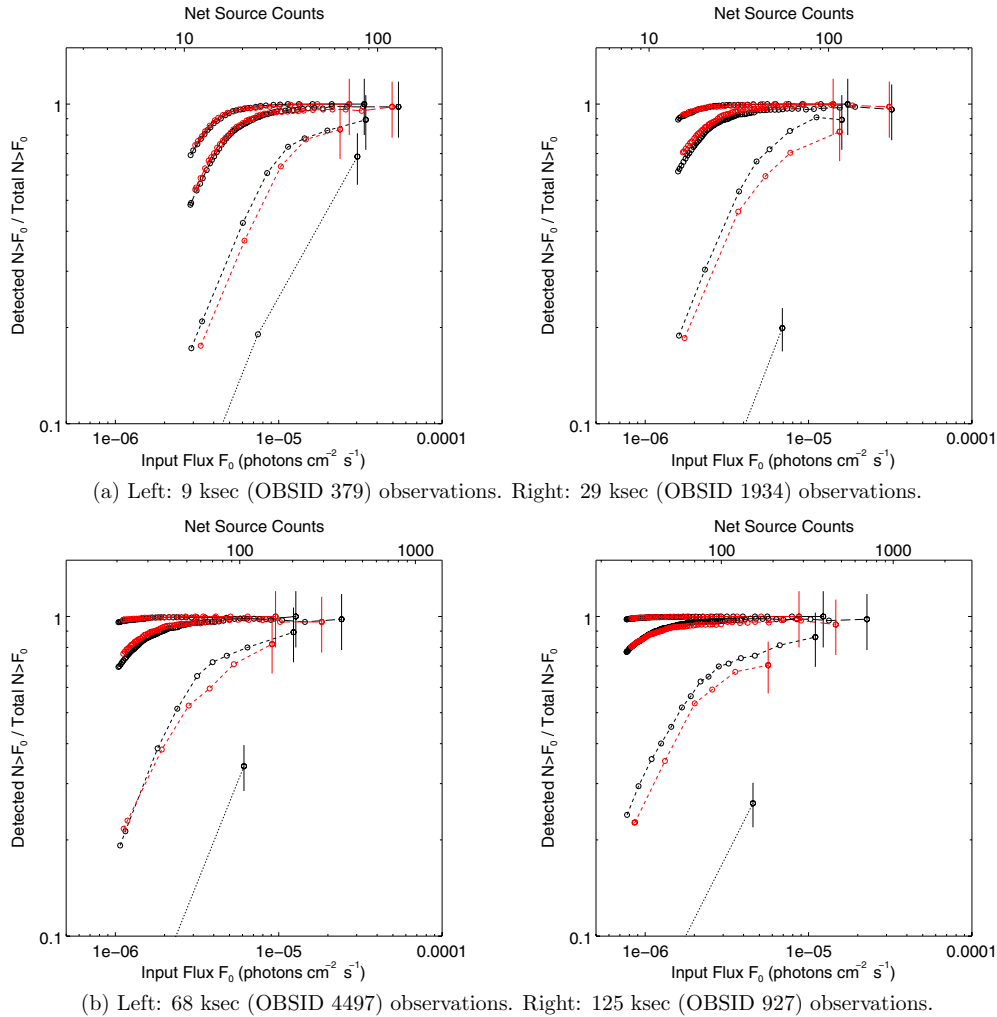 Net Source Counts
Net Source Counts
10 100
10 100
1
1
Detected N>F₀ / Total N>F₀
Detected N>F₀ / Total N>F₀
0.1
0.1
1e-06 1e-05 0.0001
1e-06 1e-05 0.0001
Input Flux F₀ (photons cm⁻² s⁻¹)
Input Flux F₀ (photons cm⁻² s⁻¹)
(a) Left: 9 ksec (OBSID 379) observations. Right: 29 ksec (OBSID 1934) observations.
Net Source Counts
Net Source Counts
100 1000
100 1000
1
1
Detected N>F₀ / Total N>F₀
Detected N>F₀ / Total N>F₀
0.1
0.1
1e-06 1e-05 0.0001
1e-06 1e-05 0.0001
Input Flux F₀ (photons cm⁻² s⁻¹)
Input Flux F₀ (photons cm⁻² s⁻¹)
(b) Left: 68 ksec (OBSID 4497) observations. Right: 125 ksec (OBSID 927) observations.